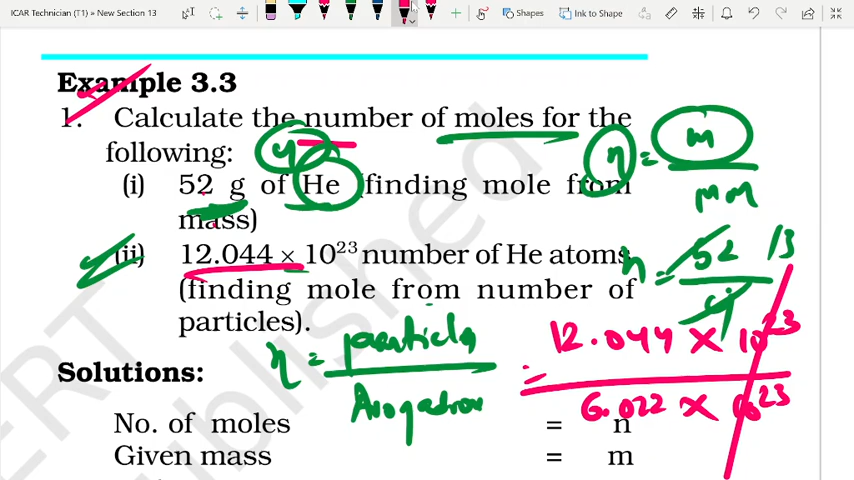 ICAR Technician (T1) » New Section 13
Shapes
Ink to Shape
Example 3.3
1. Calculate the number of moles for the
following:
(i) 52 g of He (finding mole from
mass)
(ii) 12.044 × 10²³ number of He atoms
(finding mole from number of
particles).
Solutions:
No. of moles = n
Given mass = m
4
n = m
mM
n = 52 13
4
n = particls
Avogadron
= 12.044 × 10²³
6.022 × 10²³